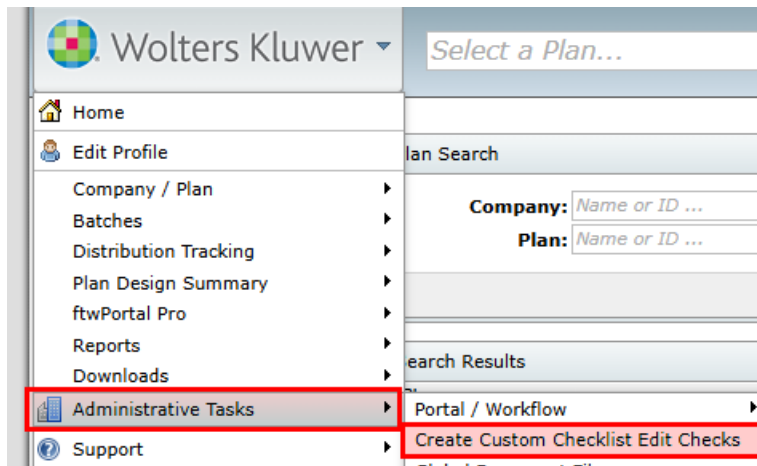 Wolters Kluwer
Select a Plan...
Home
Edit Profile
lan Search
Company / Plan
Company: Name or ID ...
Batches
Plan: Name or ID ...
Distribution Tracking
Plan Design Summary
ftwPortal Pro
Reports
earch Results
Downloads
Administrative Tasks
Portal / Workflow
Support
Create Custom Checklist Edit Checks